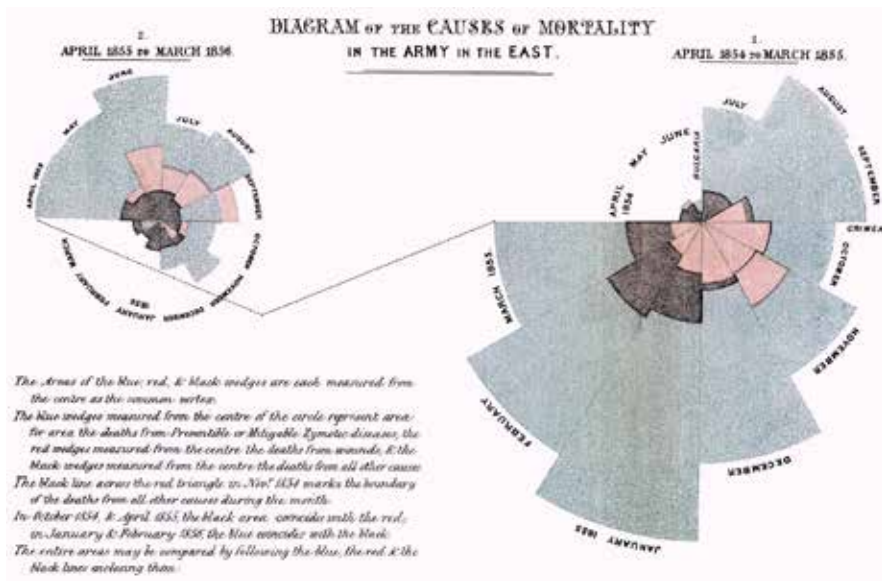 DIAGRAM OF THE CAUSES OF MORTALITY
IN THE ARMY IN THE EAST.
2.
APRIL 1855 TO MARCH 1856.
1.
APRIL 1854 TO MARCH 1855.
APRIL 1855
MAY
JUNE
JULY
AUGUST
SEPTEMBER
OCTOBER
NOVEMBER
DECEMBER
1855
JANUARY
FEBRUARY
MARCH
APRIL
1854
MAY
JUNE
BULGARIA
JULY
AUGUST
SEPTEMBER
CRIMEA
OCTOBER
NOVEMBER
DECEMBER
JANUARY 1855
FEBRUARY
MARCH 1855
The Areas of the blue, red, & black wedges are each measured from
the centre as the common vertex
The blue wedges measured from the centre of the circle represent area
for area the deaths from Preventible or Mitigable Zymotic diseases, the
red wedges measured from the centre the deaths from wounds, & the
black wedges measured from the centre the deaths from all other causes
The black line across the red triangle in Novr. 1854 marks the boundary
of the deaths from all other causes during the month
In October 1854, & April 1855, the black area coincides with the red,
in January & February 1856, the blue coincides with the black
The entire areas may be compared by following the blue, the red & the
black lines enclosing them.